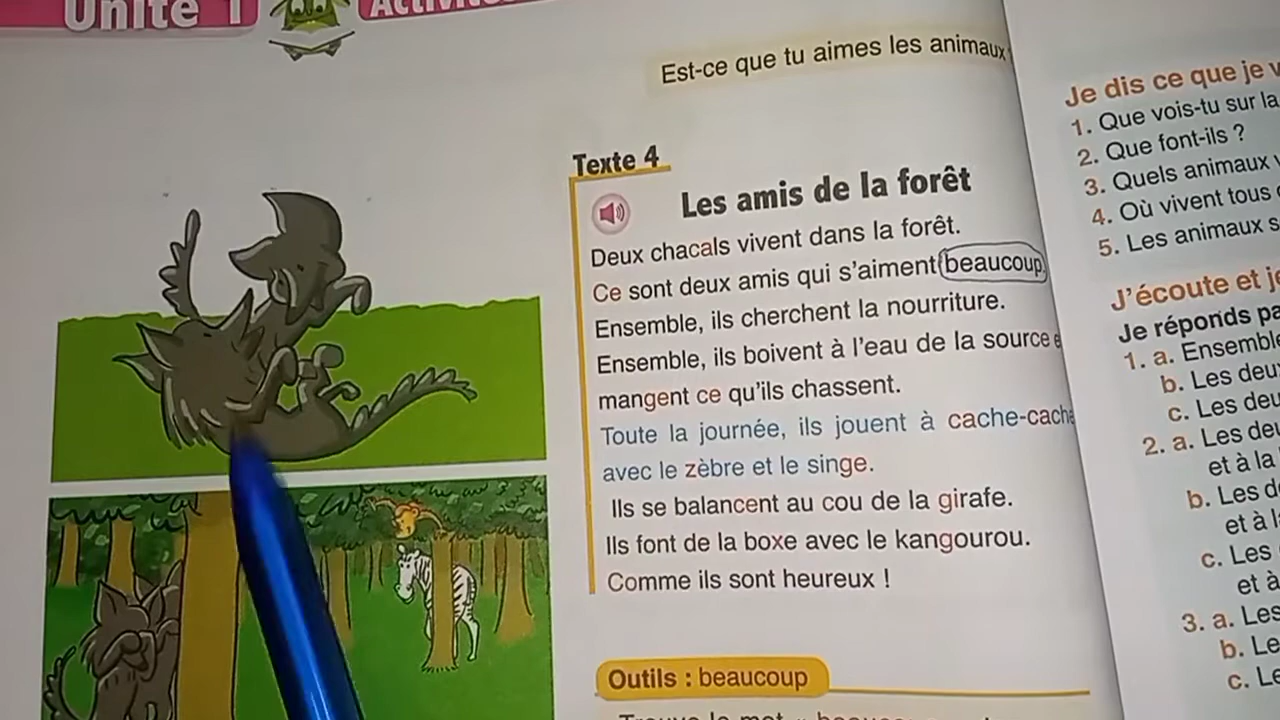 Unité 1
Est-ce que tu aimes les animaux
Texte 4
Les amis de la forêt
Deux chacals vivent dans la forêt.
Ce sont deux amis qui s'aiment beaucoup.
Ensemble, ils cherchent la nourriture.
Ensemble, ils boivent à l'eau de la source e
mangent ce qu'ils chassent.
Toute la journée, ils jouent à cache-cache
avec le zèbre et le singe.
Ils se balancent au cou de la girafe.
Ils font de la boxe avec le kangourou.
Comme ils sont heureux !
Outils : beaucoup
Je dis ce que je v
1. Que vois-tu sur la
2. Que font-ils ?
3. Quels animaux v
4. Où vivent tous
5. Les animaux s
J'écoute et je
Je réponds pa
1. a. Ensemble
b. Les deux
c. Les deu
2. a. Les deu
et à la
b. Les d
et à l'
c. Les
et à
3. a. Les
b. Le
c. Le